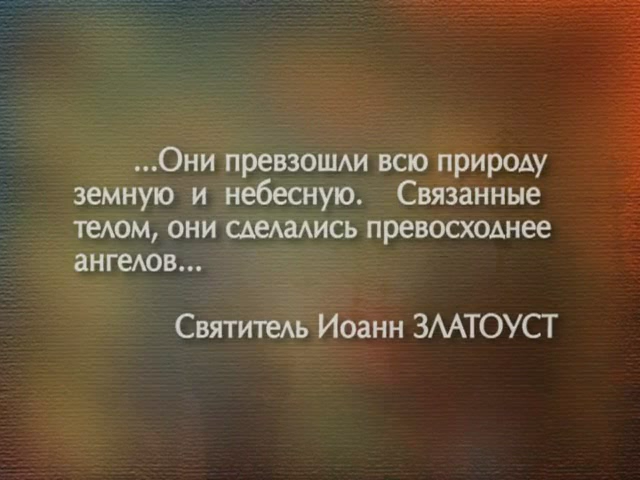 ...Они превзошли всю природу
земную и небесную. Связанные
телом, они сделались превосходнее
ангелов...
Святитель Иоанн ЗЛАТОУСТ